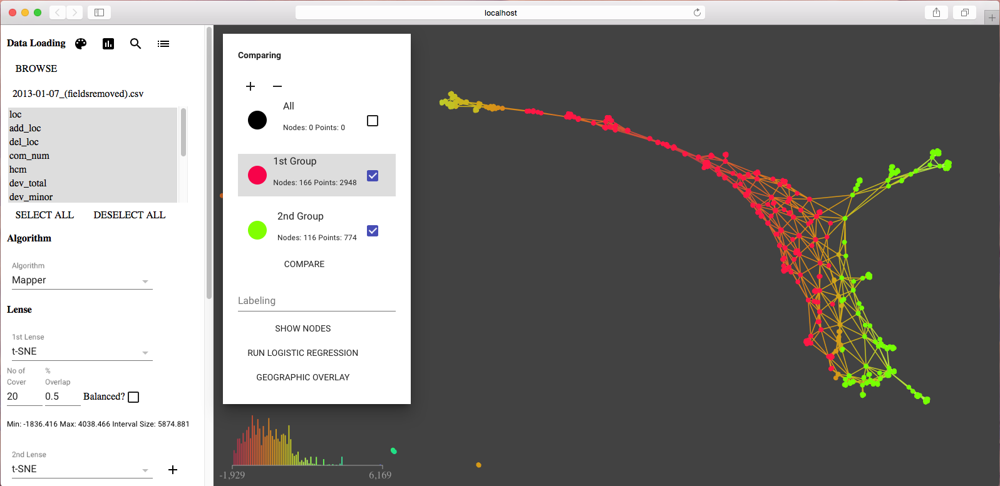 localhost
Data Loading
BROWSE
2013-01-07_(fieldsremoved).csv
loc
add_loc
del_loc
com_num
hcm
dev_total
dev_minor
SELECT ALL DESELECT ALL
Algorithm
Algorithm
Mapper
Lense
1st Lense
t-SNE
No of Cover
% Overlap
20
0.5
Balanced?
Min: -1836.416 Max: 4038.466 Interval Size: 5874.881
2nd Lense
t-SNE
Comparing
All
Nodes: 0 Points: 0
1st Group
Nodes: 166 Points: 2948
2nd Group
Nodes: 116 Points: 774
COMPARE
Labeling
SHOW NODES
RUN LOGISTIC REGRESSION
GEOGRAPHIC OVERLAY
-1,929
6,169